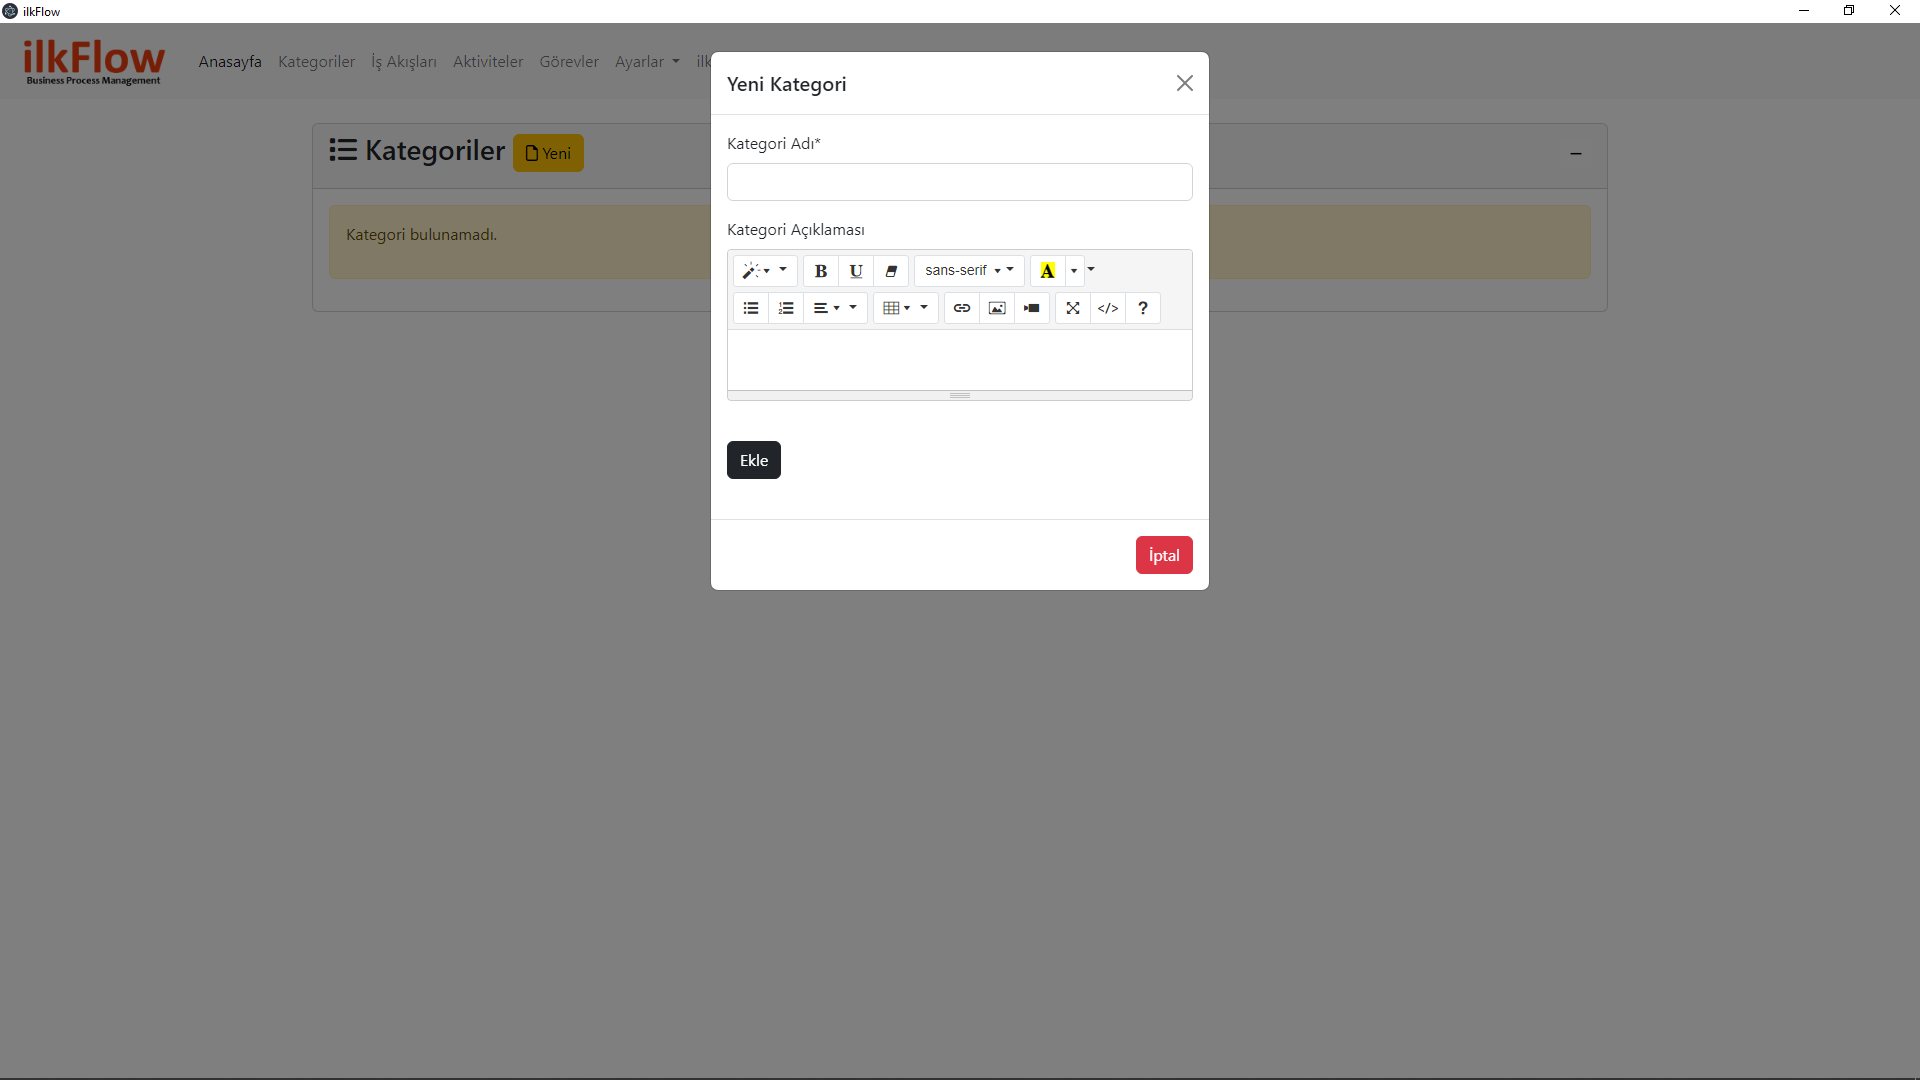 ilkFlow
ilkFlow
Business Process Management
Anasayfa Kategoriler İş Akışları Aktiviteler Görevler Ayarlar ilk
Yeni Kategori
Kategoriler Yeni
Kategori Adı*
Kategori bulunamadı.
Kategori Açıklaması
B U sans-serif A
</> ?
Ekle
İptal